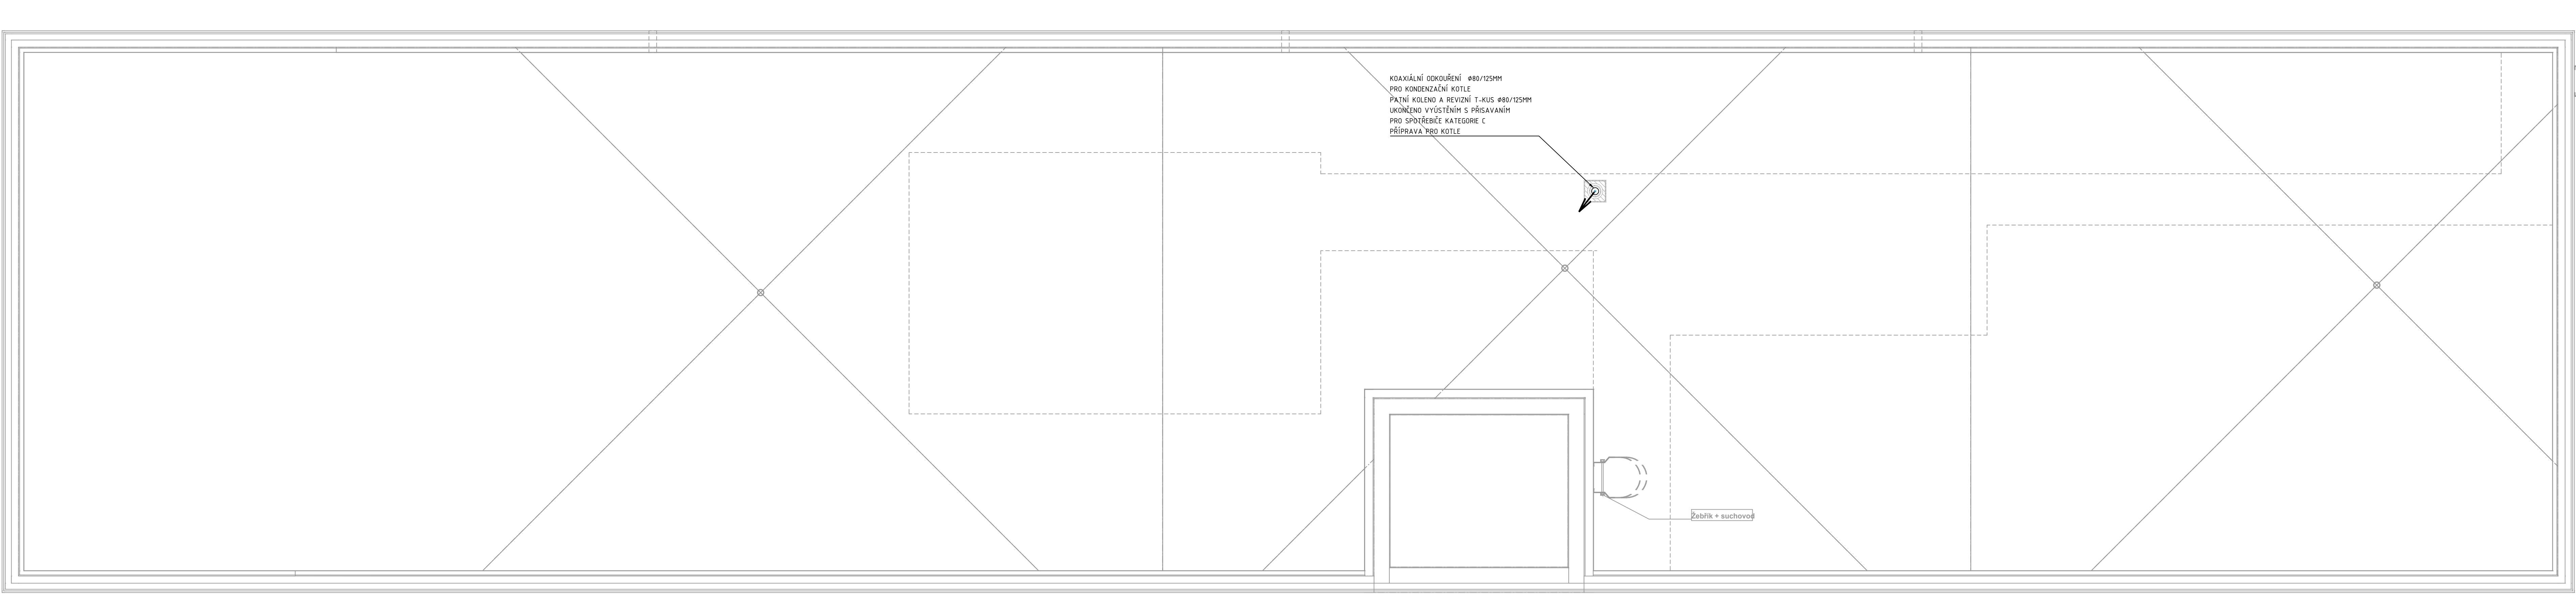 KOAXIÁLNÍ ODKOUŘENÍ Ø80/125MM
PRO KONDENZAČNÍ KOTLE
PATNÍ KOLENO A REVIZNÍ T-KUS Ø80/125MM
UKONČENO VYÚSTĚNÍM S PŘISAVANÍM
PRO SPOTŘEBIČE KATEGORIE C
PŘÍPRAVA PRO KOTLE
Žebřík + suchovod